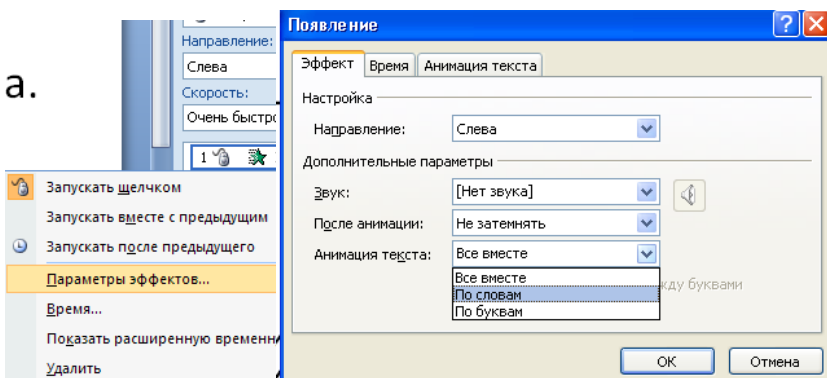 а.
Направление:
Слева
Скорость:
Очень быстро
1
Запускать щелчком
Запускать вместе с предыдущим
Запускать после предыдущего
Параметры эффектов...
Время...
Показать расширенную временн
Удалить
Появление
Эффект Время Анимация текста
Настройка
Направление: Слева
Дополнительные параметры
Звук: [Нет звука]
После анимации: Не затемнять
Анимация текста: Все вместе
Все вместе
По словам
жду буквами
По буквам
ОК Отмена